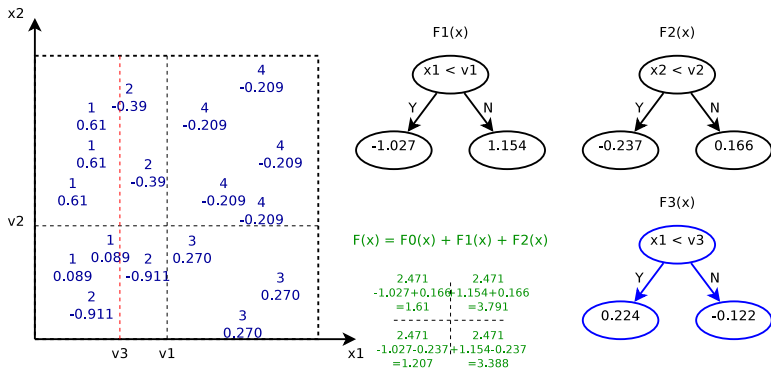 x2
2
-0.39
4
-0.209
1
0.61
4
-0.209
1
0.61
4
-0.209
2
-0.39
1
0.61
4
-0.209
4
-0.209
v2
1
0.089
3
0.270
1
0.089
2
-0.911
3
0.270
2
-0.911
3
0.270
v3
v1
x1
F1(x)
x1 < v1
Y
N
-1.027
1.154
F2(x)
x2 < v2
Y
N
-0.237
0.166
F(x) = F0(x) + F1(x) + F2(x)
2.471
-1.027+0.166
=1.61
2.471
+1.154+0.166
=3.791
2.471
-1.027-0.237
=1.207
2.471
+1.154-0.237
=3.388
F3(x)
x1 < v3
Y
N
0.224
-0.122